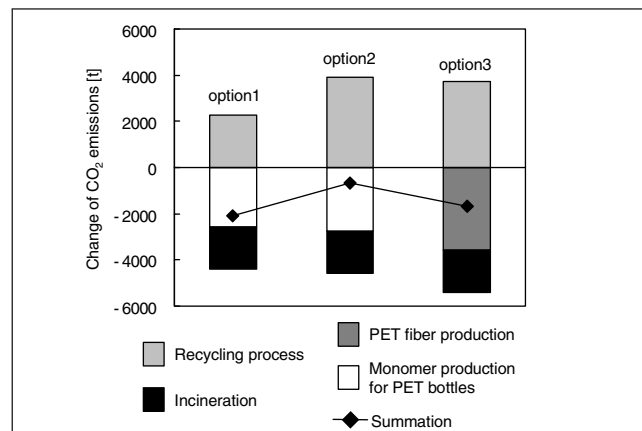 Change of CO₂ emissions [t]
6000
4000
2000
0
- 2000
- 4000
- 6000
option1
option2
option3
Recycling process
Incineration
PET fiber production
Monomer production
for PET bottles
Summation